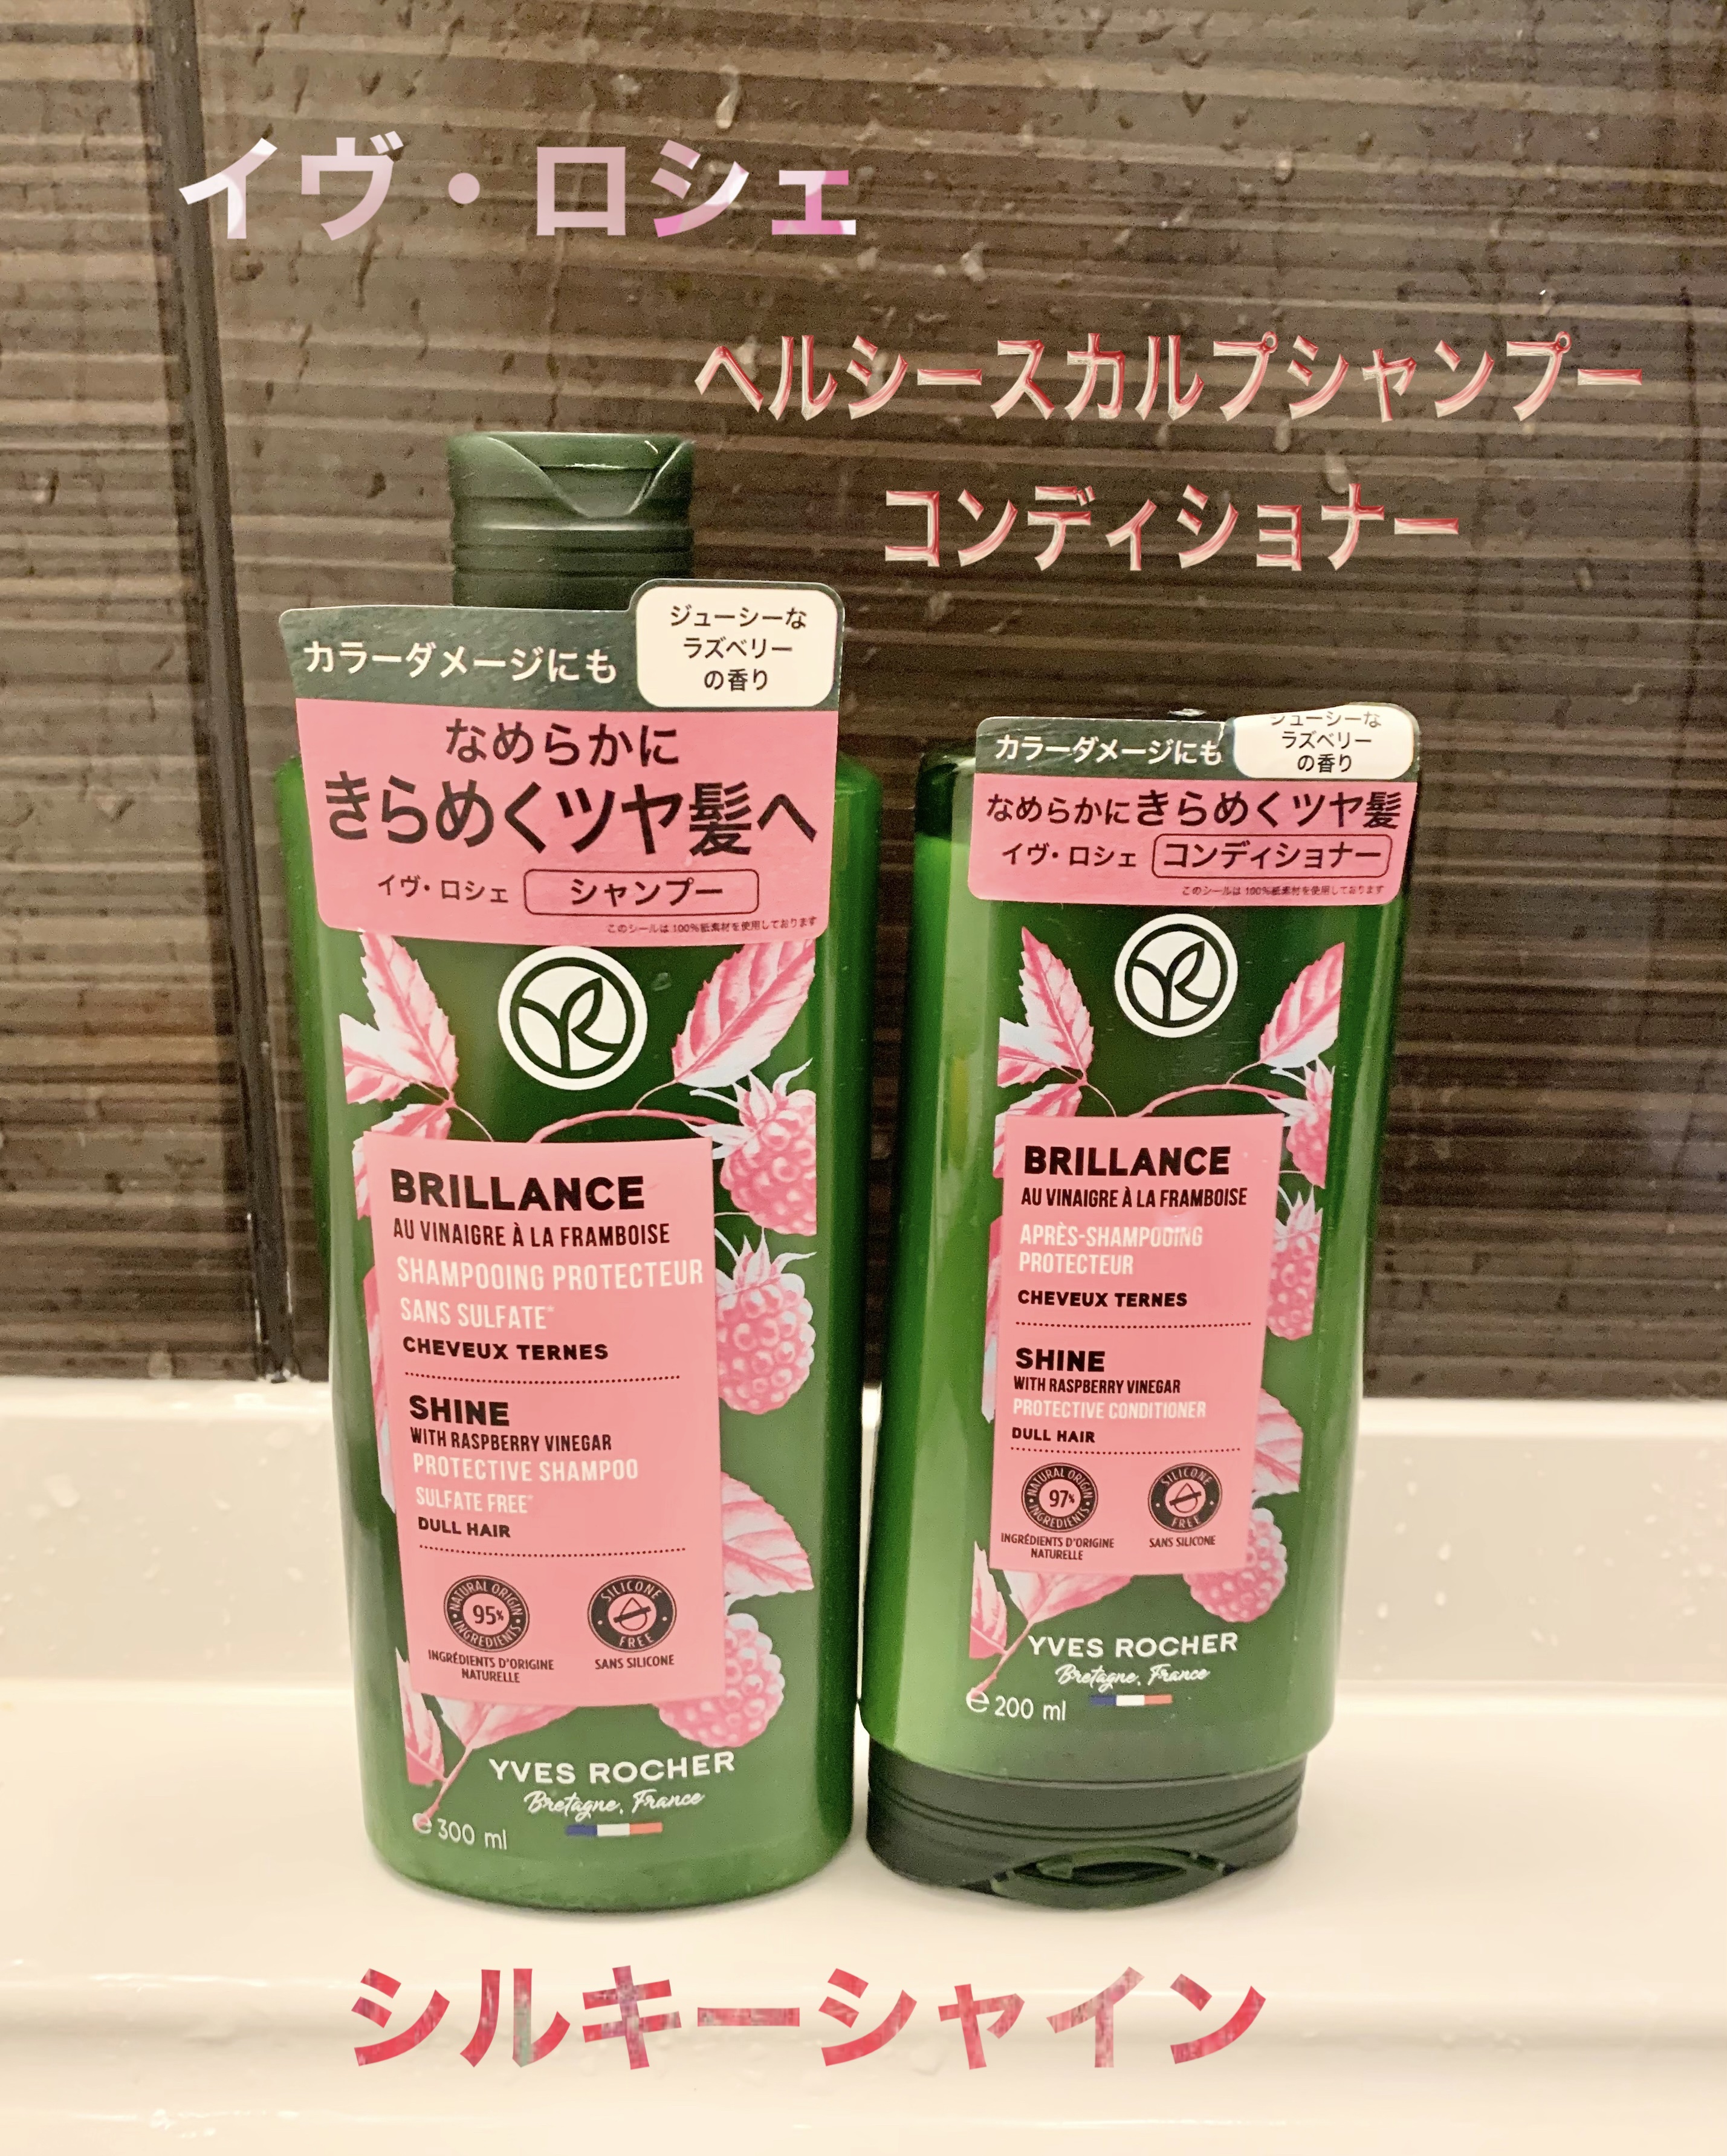 イヴ・ロシェ
ヘルシースカルプシャンプー
コンディショナー
カラーダメージにも
ジューシーな
ラズベリー
の香り
なめらかに
きらめくツヤ髪へ
イヴ・ロシェ シャンプー
このシールは100%紙素材を使用しております
BRILLANCE
AU VINAIGRE À LA FRAMBOISE
SHAMPOOING PROTECTEUR
SANS SULFATE*
CHEVEUX TERNES
SHINE
WITH RASPBERRY VINEGAR
PROTECTIVE SHAMPOO
SULFATE FREE*
DULL HAIR
NATURAL ORIGIN
95%
INGREDIENTS
INGRÉDIENTS D'ORIGINE
NATURELLE
SILICONE
FREE
SANS SILICONE
YVES ROCHER
Bretagne, France
e 300 ml
カラーダメージにも
ジューシーな
ラズベリー
の香り
なめらかにきらめくツヤ髪
イヴ・ロシェ コンディショナー
このシールは100%紙素材を使用しております
BRILLANCE
AU VINAIGRE À LA FRAMBOISE
APRÈS-SHAMPOOING
PROTECTEUR
CHEVEUX TERNES
SHINE
WITH RASPBERRY VINEGAR
PROTECTIVE CONDITIONER
DULL HAIR
NATURAL ORIGIN
97%
INGREDIENTS
INGRÉDIENTS D'ORIGINE
NATURELLE
SILICONE
FREE
SANS SILICONE
YVES ROCHER
Bretagne, France
e 200 ml
シルキーシャイン